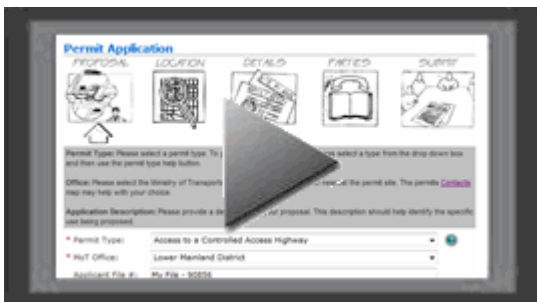 Permit Application
PROPOSAL LOCATION DETAILS PARTIES SUBMIT
Permit Type: Please select a permit type. To select a type from the drop down box
and then use the permit type help button.
Office: Please select the Ministry of Transportation the permit site. The permits Contacts
map may help with your choice.
Application Description: Please provide a your proposal. This description should help identify the specific
use being proposed.
* Permit Type: Access to a Controlled Access Highway
* MoT Office: Lower Mainland District
Applicant File #: My File - 90856